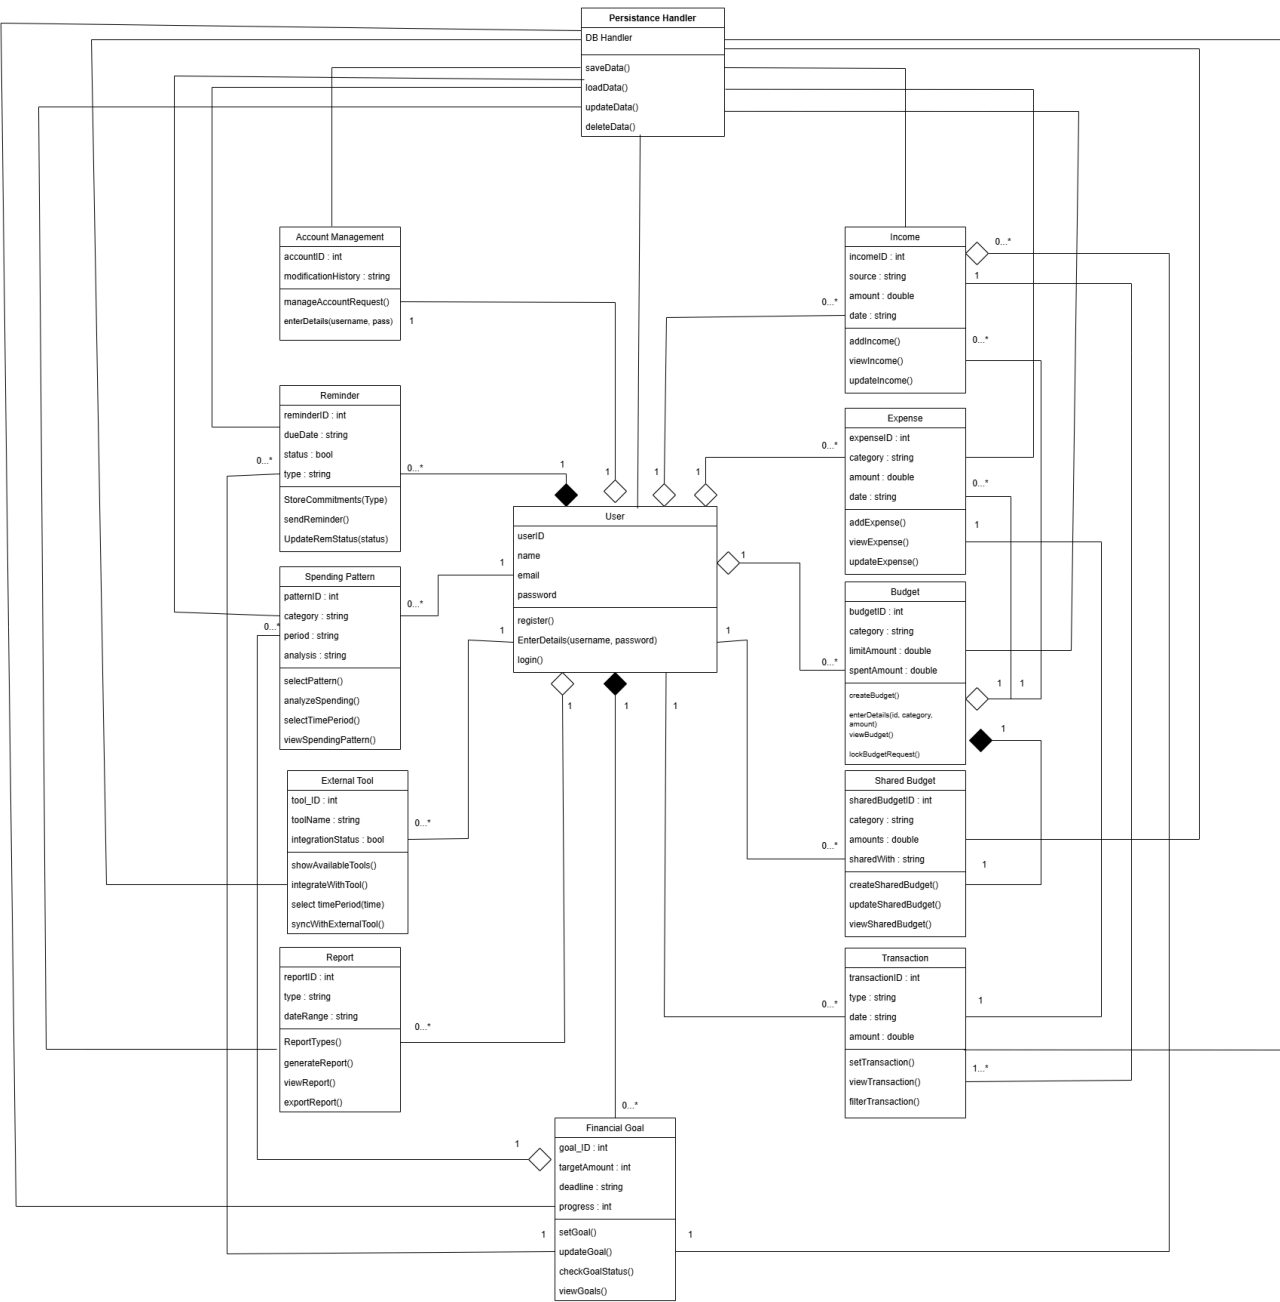 Persistance Handler
DB Handler
saveData()
loadData()
updateData()
deleteData()
Account Management
accountID : int
modificationHistory : string
manageAccountRequest()
enterDetails(username, pass)
1
Income
incomeID : int
source : string
amount : double
date : string
addIncome()
viewIncome()
updateIncome()
0...*
1
0...*
0...*
Reminder
reminderID : int
dueDate : string
status : bool
type : string
StoreCommitments(Type)
sendReminder()
UpdateRemStatus(status)
0...*
0...*
1
1
1
1
Expense
expenseID : int
category : string
amount : double
date : string
addExpense()
viewExpense()
updateExpense()
0...*
0...*
1
User
userID
name
email
password
register()
EnterDetails(username, password)
login()
1
1
1
1
1
1
1
Spending Pattern
patternID : int
category : string
period : string
analysis : string
selectPattern()
analyzeSpending()
selectTimePeriod()
viewSpendingPattern()
0...*
0...*
Budget
budgetID : int
category : string
limitAmount : double
spentAmount : double
createBudget()
enterDetails(id, category,
amount)
viewBudget()
lockBudgetRequest()
0...*
1
1
1
External Tool
tool_ID : int
toolName : string
integrationStatus : bool
showAvailableTools()
integrateWithTool()
select timePeriod(time)
syncWithExternalTool()
0...*
Shared Budget
sharedBudgetID : int
category : string
amounts : double
sharedWith : string
createSharedBudget()
updateSharedBudget()
viewSharedBudget()
0...*
1
Report
reportID : int
type : string
dateRange : string
ReportTypes()
generateReport()
viewReport()
exportReport()
0...*
Transaction
transactionID : int
type : string
date : string
amount : double
setTransaction()
viewTransaction()
filterTransaction()
0...*
1
1...*
0...*
Financial Goal
goal_ID : int
targetAmount : int
deadline : string
progress : int
setGoal()
updateGoal()
checkGoalStatus()
viewGoals()
1
1
1